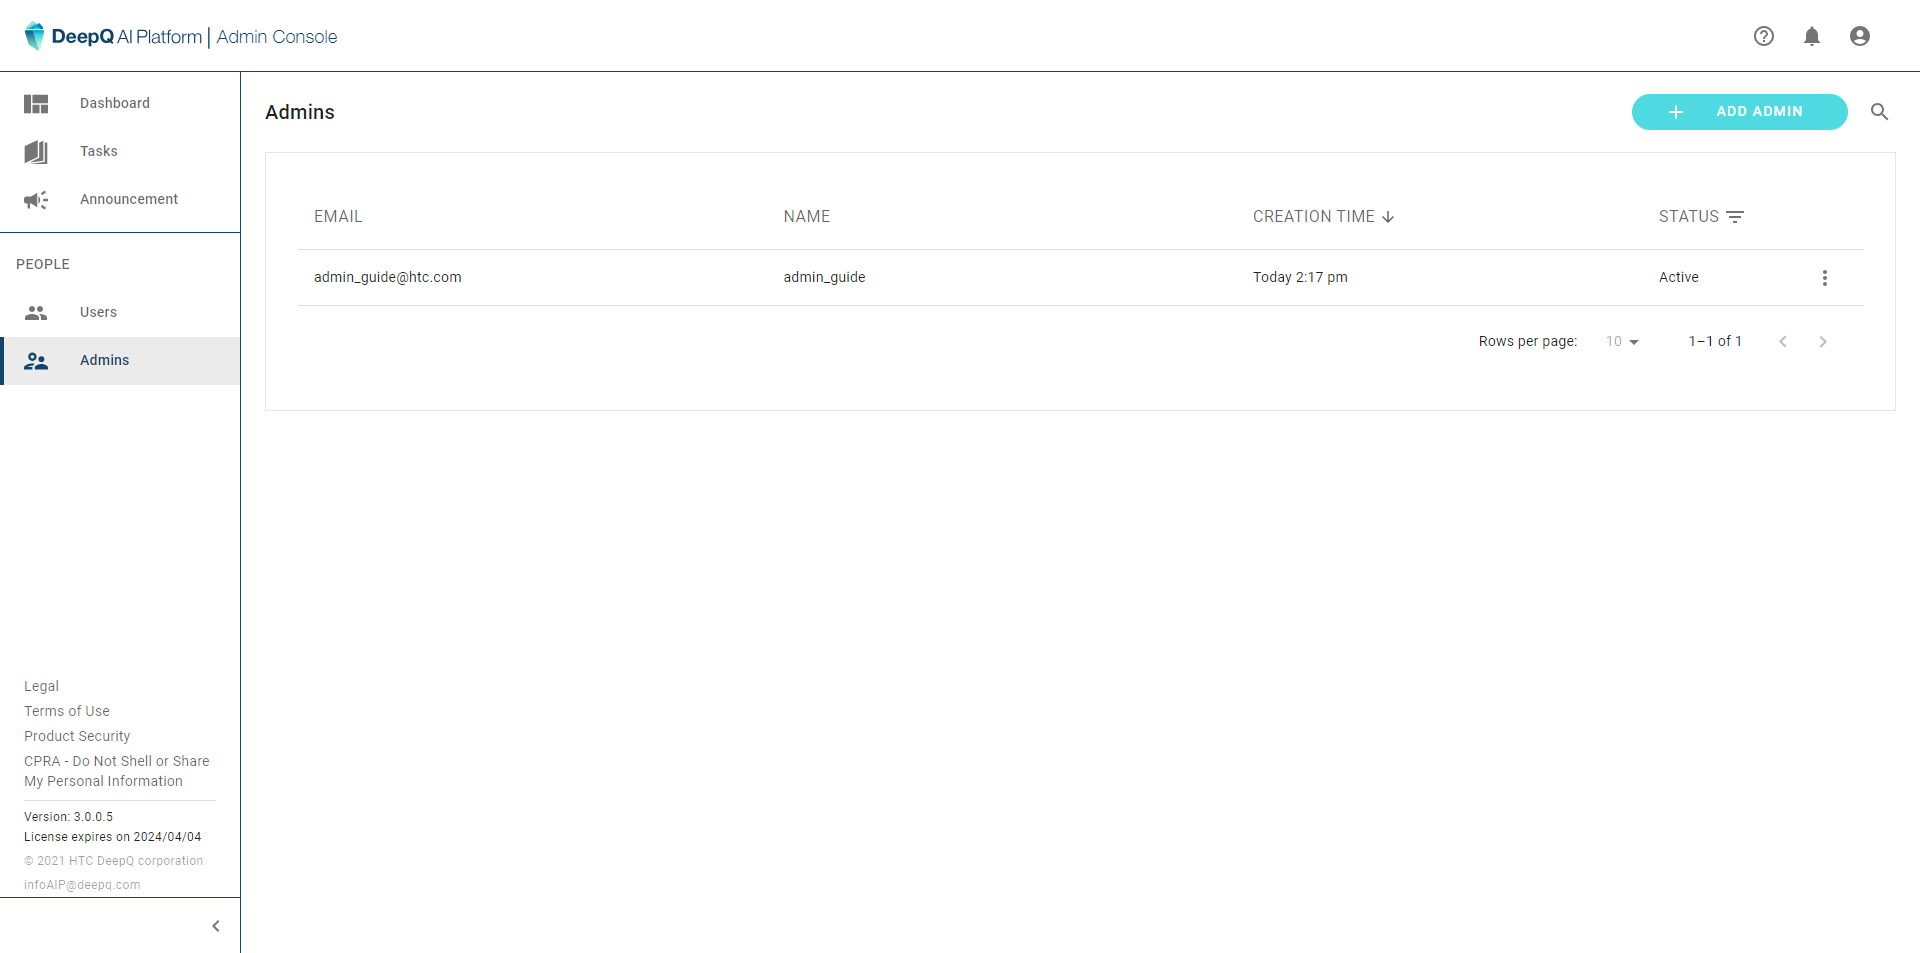 DeepQ AI Platform | Admin Console
Dashboard
Tasks
Announcement
PEOPLE
Users
Admins
Legal
Terms of Use
Product Security
CPRA - Do Not Shell or Share
My Personal Information
Version: 3.0.0.5
License expires on 2024/04/04
© 2021 HTC DeepQ corporation
infoAIP@deepq.com
Admins
ADD ADMIN
EMAIL NAME CREATION TIME STATUS
admin_guide@htc.com admin_guide Today 2:17 pm Active
Rows per page: 10 1–1 of 1